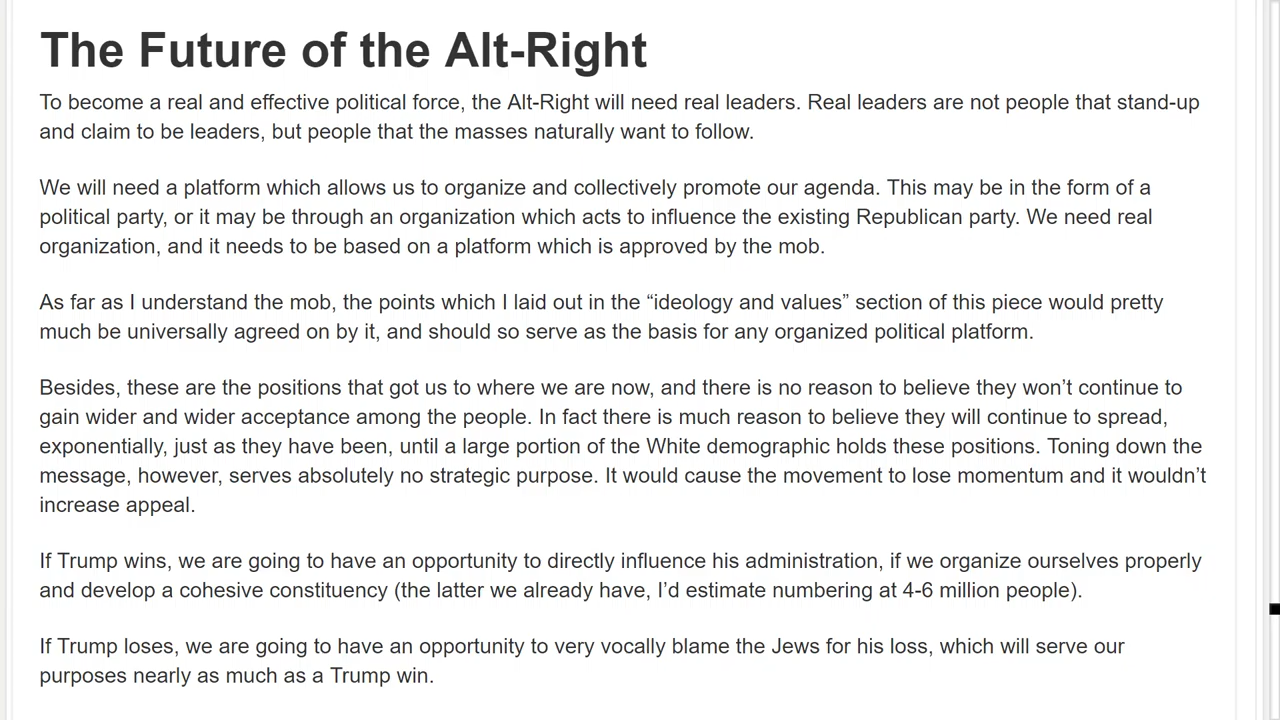 The Future of the Alt-Right
To become a real and effective political force, the Alt-Right will need real leaders. Real leaders are not people that stand-up
and claim to be leaders, but people that the masses naturally want to follow.
We will need a platform which allows us to organize and collectively promote our agenda. This may be in the form of a
political party, or it may be through an organization which acts to influence the existing Republican party. We need real
organization, and it needs to be based on a platform which is approved by the mob.
As far as I understand the mob, the points which I laid out in the “ideology and values” section of this piece would pretty
much be universally agreed on by it, and should so serve as the basis for any organized political platform.
Besides, these are the positions that got us to where we are now, and there is no reason to believe they won’t continue to
gain wider and wider acceptance among the people. In fact there is much reason to believe they will continue to spread,
exponentially, just as they have been, until a large portion of the White demographic holds these positions. Toning down the
message, however, serves absolutely no strategic purpose. It would cause the movement to lose momentum and it wouldn’t
increase appeal.
If Trump wins, we are going to have an opportunity to directly influence his administration, if we organize ourselves properly
and develop a cohesive constituency (the latter we already have, I’d estimate numbering at 4-6 million people).
If Trump loses, we are going to have an opportunity to very vocally blame the Jews for his loss, which will serve our
purposes nearly as much as a Trump win.